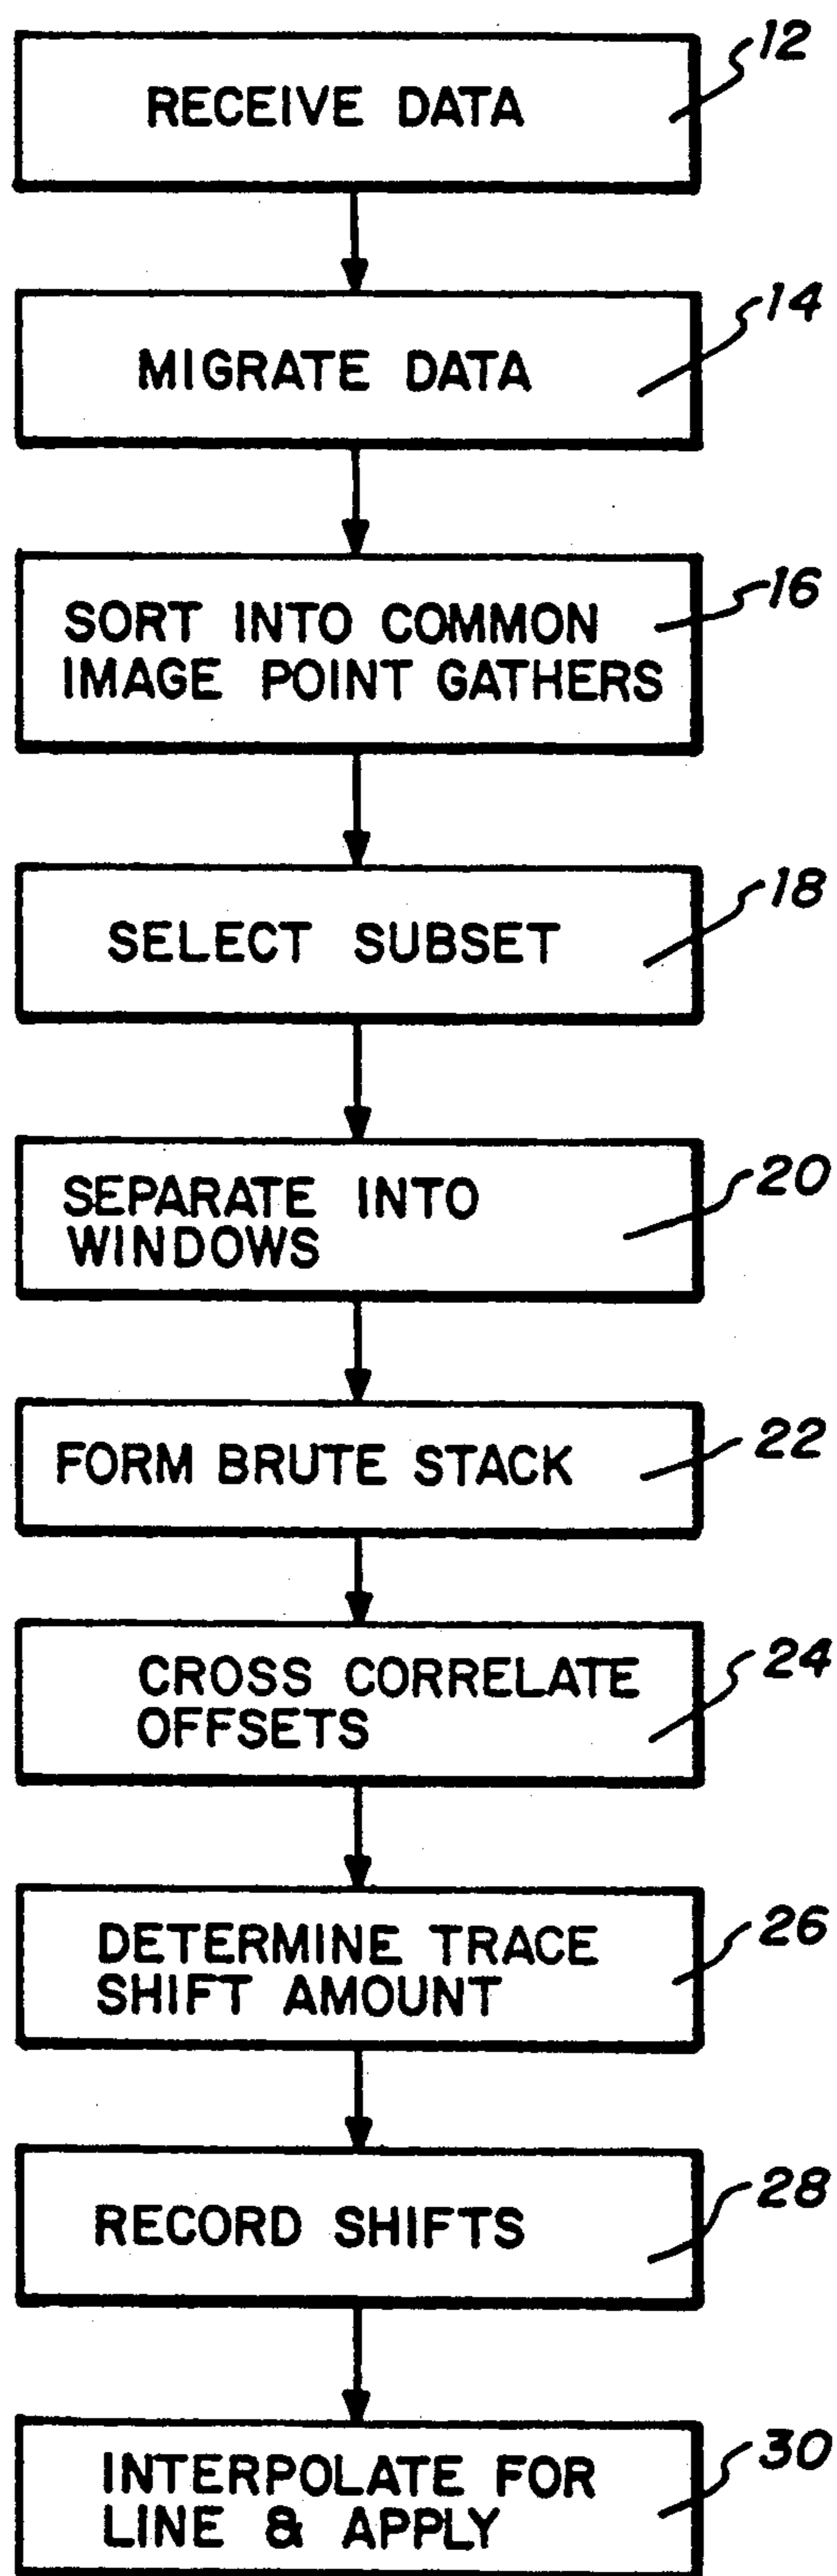 12
RECEIVE DATA
14
MIGRATE DATA
16
SORT INTO COMMON
IMAGE POINT GATHERS
18
SELECT SUBSET
20
SEPARATE INTO
WINDOWS
22
FORM BRUTE STACK
24
CROSS CORRELATE
OFFSETS
26
DETERMINE TRACE
SHIFT AMOUNT
28
RECORD SHIFTS
30
INTERPOLATE FOR
LINE & APPLY